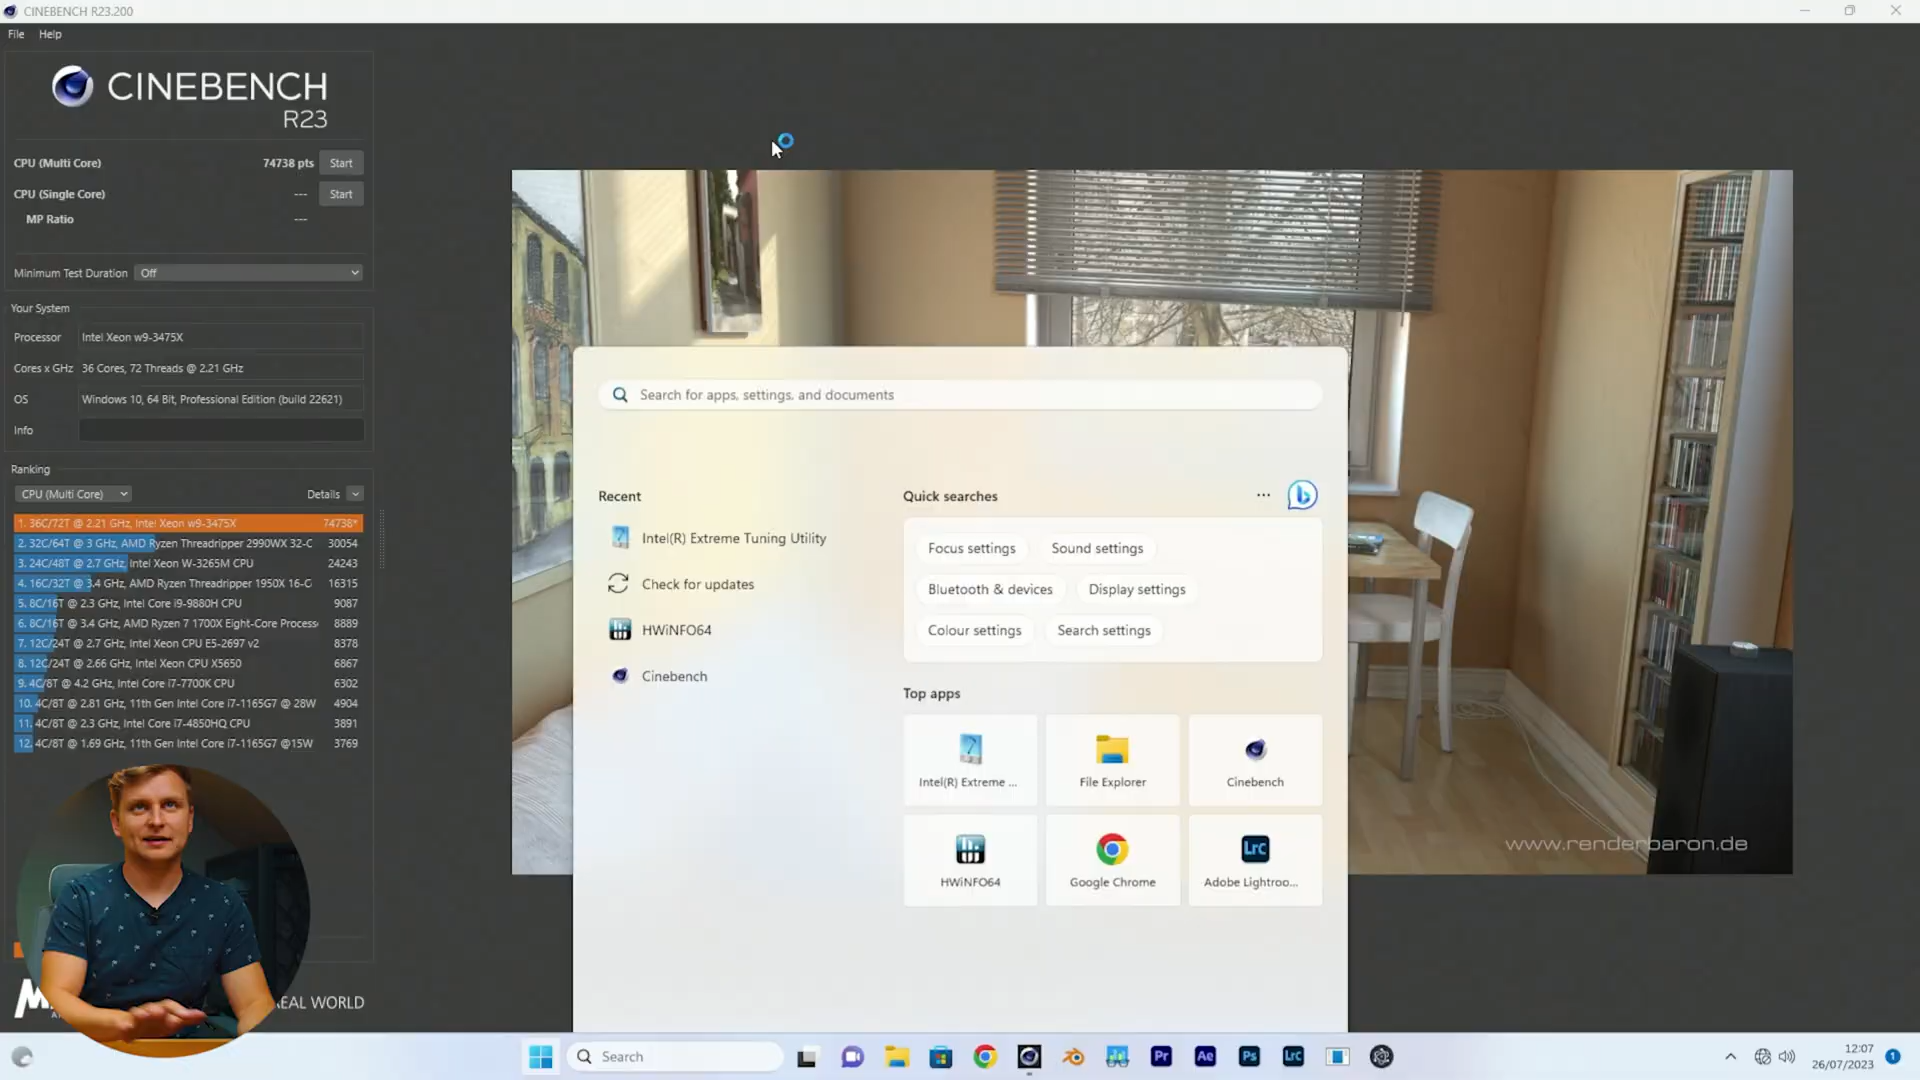 CINEBENCH R23.200
File Help
CINEBENCH
R23
CPU (Multi Core) 74738 pts Start
CPU (Single Core) --- Start
MP Ratio ---
Minimum Test Duration Off
Your System
Processor Intel Xeon w9-3475X
Cores x GHz 36 Cores, 72 Threads @ 2.21 GHz
OS Windows 10, 64 Bit, Professional Edition (build 22621)
Info
Ranking
CPU (Multi Core) Details
1. 36C/72T @ 2.21 GHz, Intel Xeon w9-3475X 74738*
2. 32C/64T @ 3 GHz, AMD Ryzen Threadripper 2990WX 32-C 30054
3. 24C/48T @ 2.7 GHz, Intel Xeon W-3265M CPU 24243
4. 16C/32T @ 3.4 GHz, AMD Ryzen Threadripper 1950X 16-C 16315
5. 8C/16T @ 2.3 GHz, Intel Core i9-9880H CPU 9087
6. 8C/16T @ 3.4 GHz, AMD Ryzen 7 1700X Eight-Core Process 8889
7. 12C/24T @ 2.7 GHz, Intel Xeon CPU E5-2697 v2 8378
8. 12C/24T @ 2.66 GHz, Intel Xeon CPU X5650 6867
9. 4C/8T @ 4.2 GHz, Intel Core i7-7700K CPU 6302
10. 4C/8T @ 2.81 GHz, 11th Gen Intel Core i7-1165G7 @ 28W 4904
11. 4C/8T @ 2.3 GHz, Intel Core i7-4850HQ CPU 3891
12. 4C/8T @ 1.69 GHz, 11th Gen Intel Core i7-1165G7 @15W 3769
EAL WORLD
Search for apps, settings, and documents
Recent
Intel(R) Extreme Tuning Utility
Check for updates
HWiNFO64
Cinebench
Quick searches ...
Focus settings Sound settings
Bluetooth & devices Display settings
Colour settings Search settings
Top apps
Intel(R) Extreme ... File Explorer Cinebench
Lrc
HWiNFO64 Google Chrome Adobe Lightroo...
www.renderbaron.de
Search Pr Ae Ps Lrc
12:07
26/07/2023 1